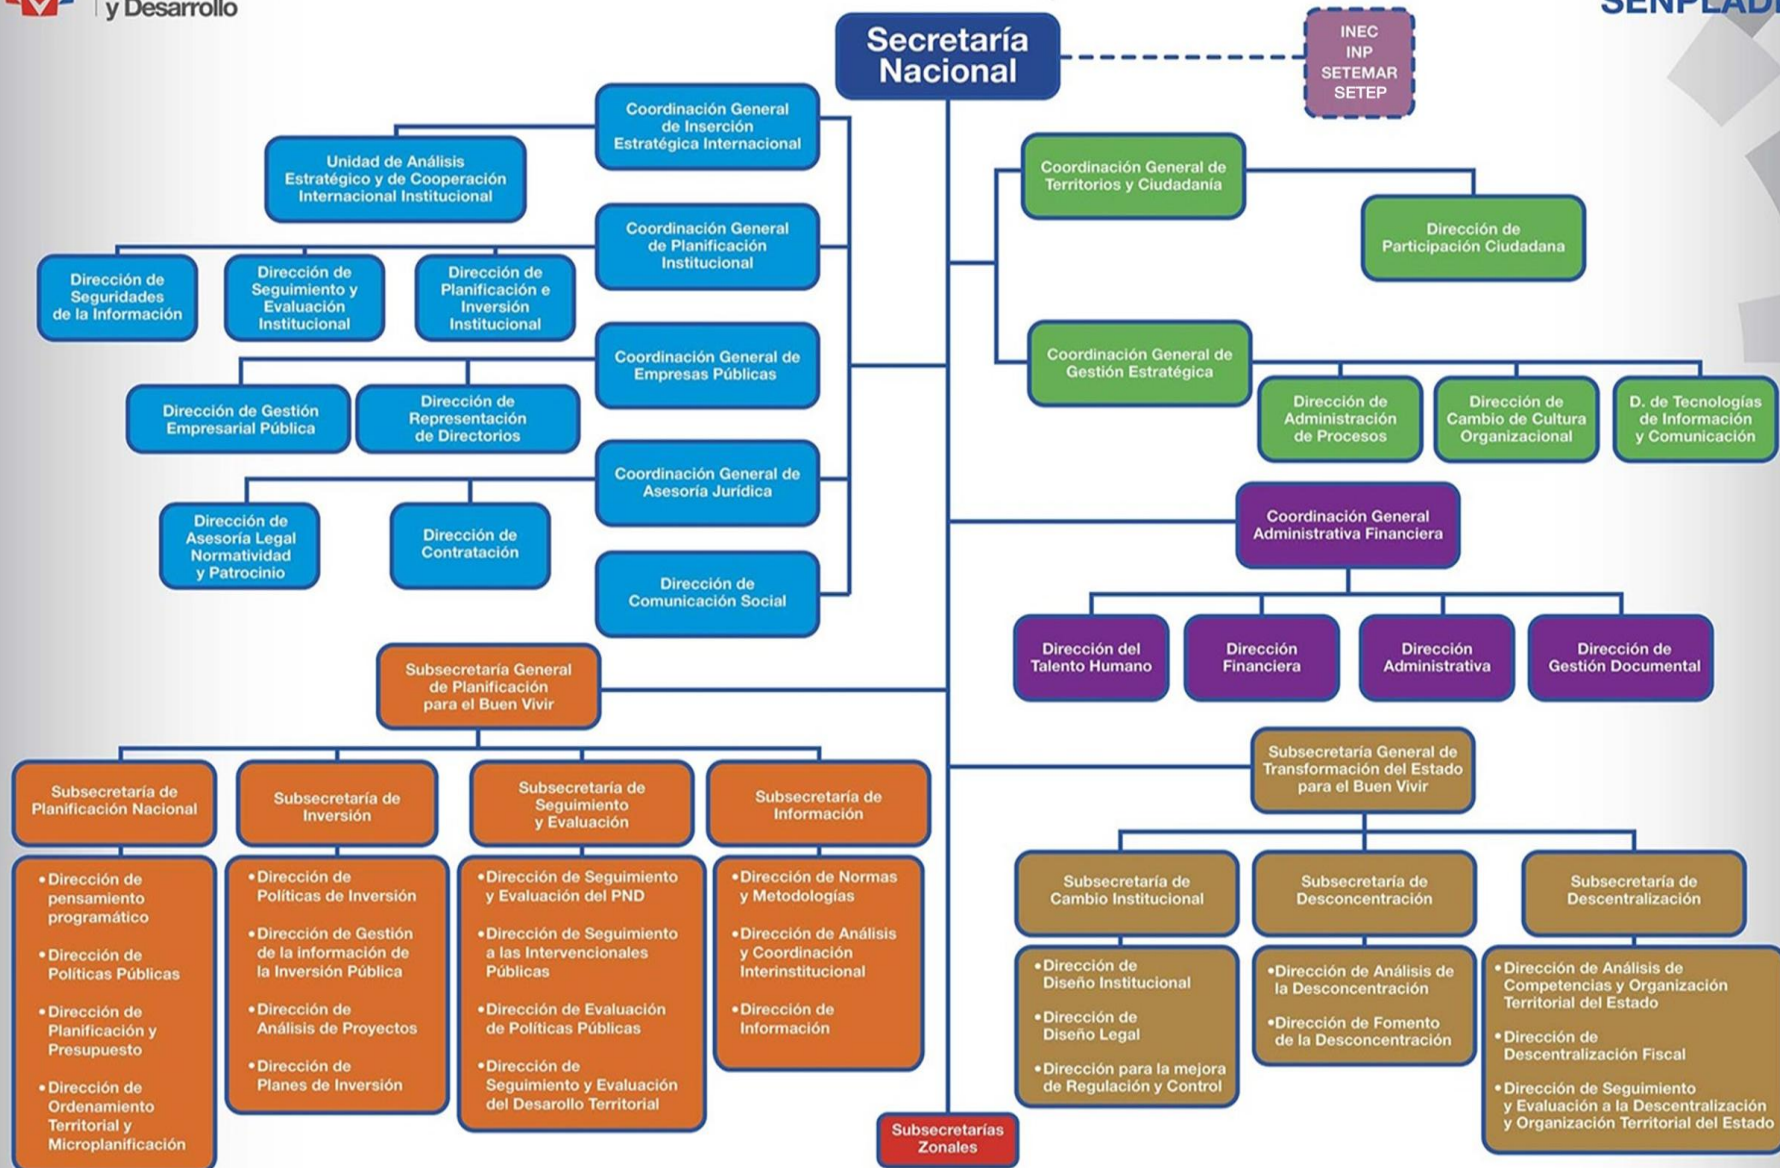 y Desarrollo
Secretaría
Nacional
INEC
INP
SETEMAR
SETEP
Coordinación General
de Inserción
Estratégica Internacional
Unidad de Análisis
Estratégico y de Cooperación
Internacional Institucional
Coordinación General
de Planificación
Institucional
Dirección de
Seguridades
de la Información
Dirección de
Seguimiento y
Evaluación
Institucional
Dirección de
Planificación e
Inversión
Institucional
Coordinación General de
Empresas Públicas
Dirección de Gestión
Empresarial Pública
Dirección de
Representación
de Directorios
Coordinación General de
Asesoría Jurídica
Dirección de
Asesoría Legal
Normatividad
y Patrocinio
Dirección de
Contratación
Dirección de
Comunicación Social
Coordinación General de
Territorios y Ciudadanía
Dirección de
Participación Ciudadana
Coordinación General de
Gestión Estratégica
Dirección de
Administración
de Procesos
Dirección de
Cambio de Cultura
Organizacional
D. de Tecnologías
de Información
y Comunicación
Coordinación General
Administrativa Financiera
Dirección del
Talento Humano
Dirección
Financiera
Dirección
Administrativa
Dirección de
Gestión Documental
Subsecretaría General
de Planificación
para el Buen Vivir
Subsecretaría de
Planificación Nacional
•Dirección de
pensamiento
programático
•Dirección de
Políticas Públicas
•Dirección de
Planificación y
Presupuesto
•Dirección de
Ordenamiento
Territorial y
Microplanificación
Subsecretaría de
Inversión
•Dirección de
Políticas de Inversión
•Dirección de Gestión
de la información de
la Inversión Pública
•Dirección de
Análisis de Proyectos
•Dirección de
Planes de Inversión
Subsecretaría de
Seguimiento
y Evaluación
•Dirección de Seguimiento
y Evaluación del PND
•Dirección de Seguimiento
a las Intervencionales
Públicas
•Dirección de Evaluación
de Políticas Públicas
•Dirección de
Seguimiento y Evaluación
del Desarollo Territorial
Subsecretaría de
Información
•Dirección de Normas
y Metodologías
•Dirección de Análisis
y Coordinación
Interinstitucional
•Dirección de
Información
Subsecretaría General de
Transformación del Estado
para el Buen Vivir
Subsecretaría de
Cambio Institucional
•Dirección de
Diseño Institucional
•Dirección de
Diseño Legal
•Dirección para la mejora
de Regulación y Control
Subsecretaría de
Desconcentración
•Dirección de Análisis de
la Desconcentración
•Dirección de Fomento
de la Desconcentración
Subsecretaría de
Descentralización
•Dirección de Análisis de
Competencias y Organización
Territorial del Estado
•Dirección de
Descentralización Fiscal
•Dirección de Seguimiento
y Evaluación a la Descentralización
y Organización Territorial del Estado
Subsecretarías
Zonales